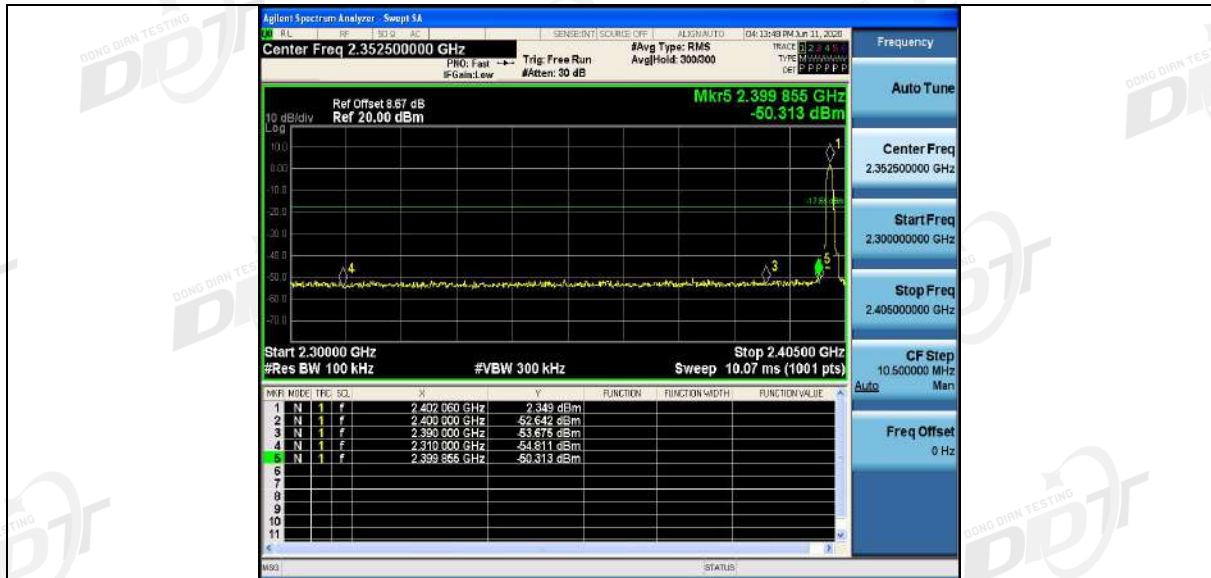 Agilent Spectrum Analyzer - Swept SA
RL RF 50 Ω AC SENSE:INT SOURCE OFF ALIGNAUTO 04:13:49 PM Jun 11, 2020
Center Freq 2.352500000 GHz
PNO: Fast
IFGain:Low
Trig: Free Run
#Atten: 30 dB
#Avg Type: RMS
Avg|Hold: 300/300
TRACE 1 2 3 4 5 6
TYPE M
DET P P P P P P
Frequency
Mkr5 2.399 855 GHz
-50.313 dBm
Ref Offset 8.67 dB
Ref 20.00 dBm
10 dB/div
Log
10.0
0.00
-10.0
-20.0
-30.0
-40.0
-50.0
-60.0
-70.0
1
4
3
5
Start 2.30000 GHz
Stop 2.40500 GHz
#Res BW 100 kHz
#VBW 300 kHz
Sweep 10.07 ms (1001 pts)
Auto Tune
Center Freq
2.352500000 GHz
Start Freq
2.300000000 GHz
Stop Freq
2.405000000 GHz
CF Step
10.500000 MHz
Auto Man
Freq Offset
0 Hz
MKR MODE TRC SCL X Y FUNCTION FUNCTION WIDTH FUNCTION VALUE
1 N 1 f 2.402 060 GHz 2.349 dBm
2 N 1 f 2.400 000 GHz -52.642 dBm
3 N 1 f 2.390 000 GHz -53.675 dBm
4 N 1 f 2.310 000 GHz -54.811 dBm
5 N 1 f 2.399 855 GHz -50.313 dBm
6
7
8
9
10
11
MSG
STATUS
DONG DIAN TESTING
DDT